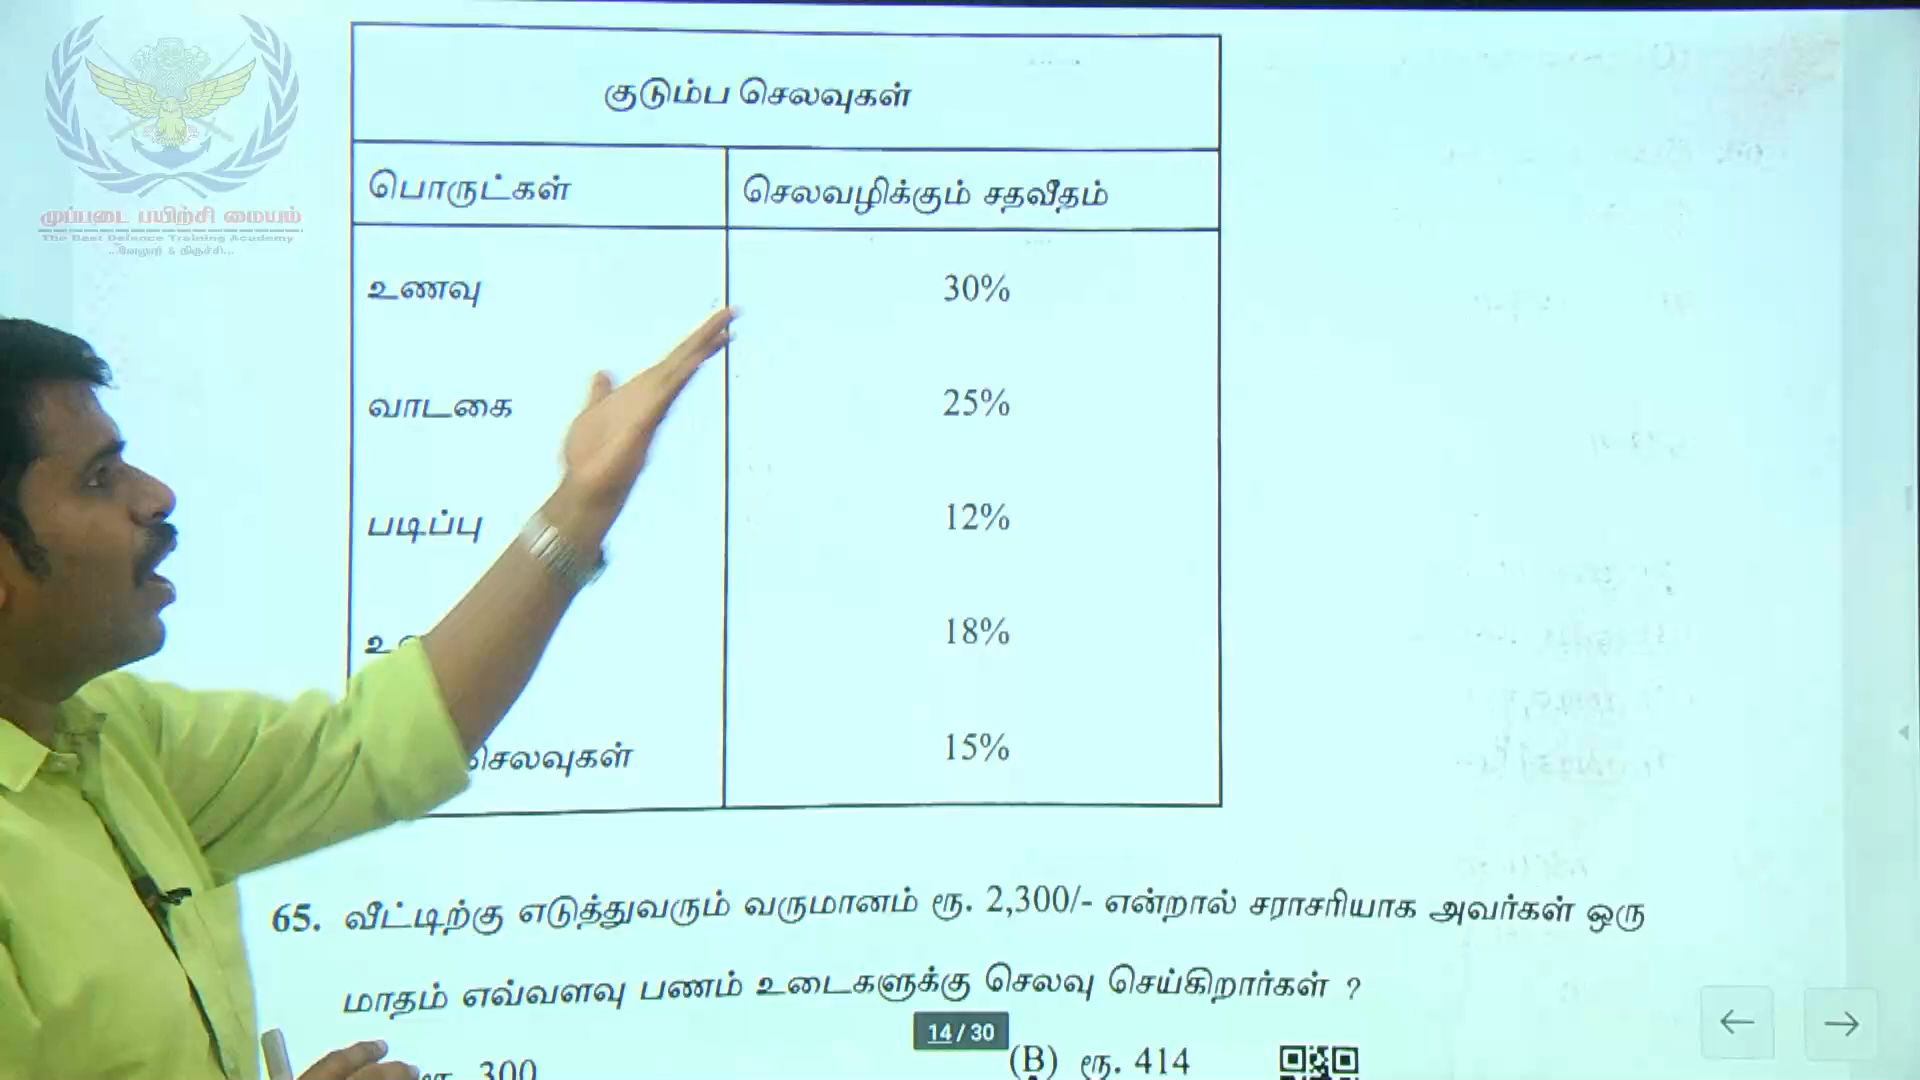 முப்படை பயிற்சி மையம்
The Best Defence Training Academy
...வேலூர் & திருச்சி...
குடும்ப செலவுகள்
பொருட்கள் செலவழிக்கும் சதவீதம்
உணவு 30%
வாடகை 25%
படிப்பு 12%
18%
செலவுகள் 15%
65. வீட்டிற்கு எடுத்துவரும் வருமானம் ரூ. 2,300/- என்றால் சராசரியாக அவர்கள் ஒரு
மாதம் எவ்வளவு பணம் உடைகளுக்கு செலவு செய்கிறார்கள் ?
14 / 30
ரூ. 300 (B) ரூ. 414